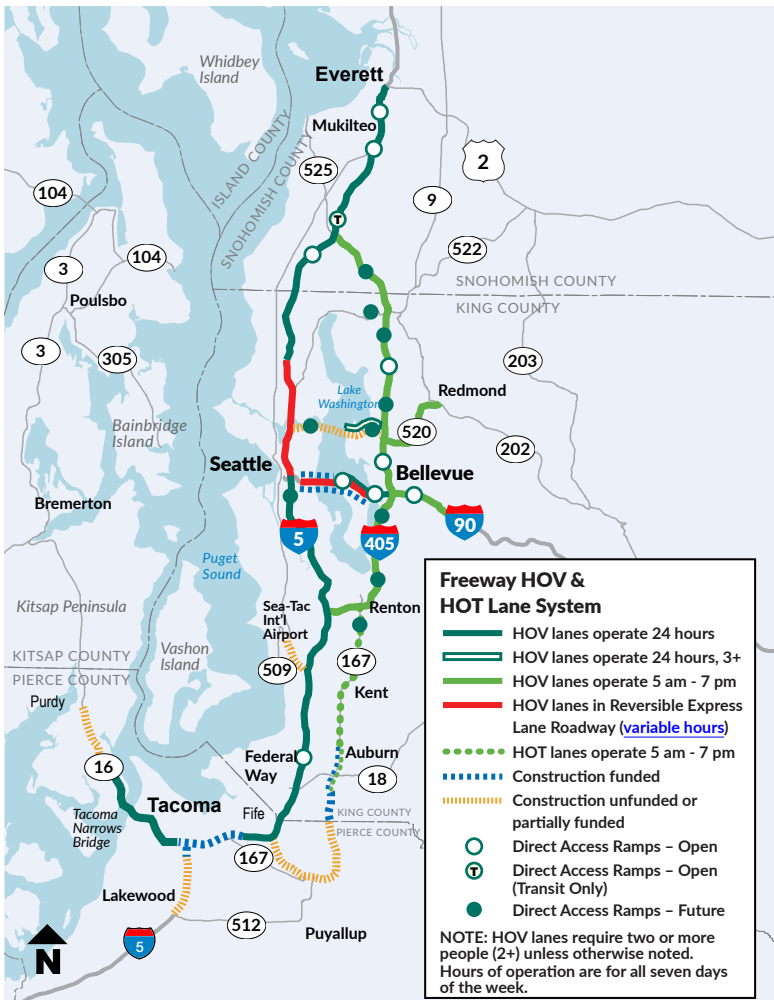 Whidbey
Island
Everett
Mukilteo
ISLAND COUNTY
SNOHOMISH COUNTY
525
2
104
9
104
522
3
SNOHOMISH COUNTY
KING COUNTY
Poulsbo
3
305
203
Lake
Washington
Redmond
Bainbridge
Island
520
202
Seattle
Bellevue
Bremerton
5
405
90
Puget
Sound
Freeway HOV &
HOT Lane System
HOV lanes operate 24 hours
HOV lanes operate 24 hours, 3+
HOV lanes operate 5 am - 7 pm
HOV lanes in Reversible Express
Lane Roadway (variable hours)
HOT lanes operate 5 am - 7 pm
Construction funded
Construction unfunded or
partially funded
Direct Access Ramps – Open
T Direct Access Ramps – Open
(Transit Only)
Direct Access Ramps – Future
NOTE: HOV lanes require two or more
people (2+) unless otherwise noted.
Hours of operation are for all seven days
of the week.
T
Kitsap Peninsula
Sea-Tac
Int'l
Airport
Renton
KITSAP COUNTY
PIERCE COUNTY
Vashon
Island
509
167
Purdy
Kent
16
Federal
Way
Auburn
18
Tacoma
Fife
KING COUNTY
PIERCE COUNTY
Tacoma
Narrows
Bridge
167
Lakewood
512
Puyallup
5
N